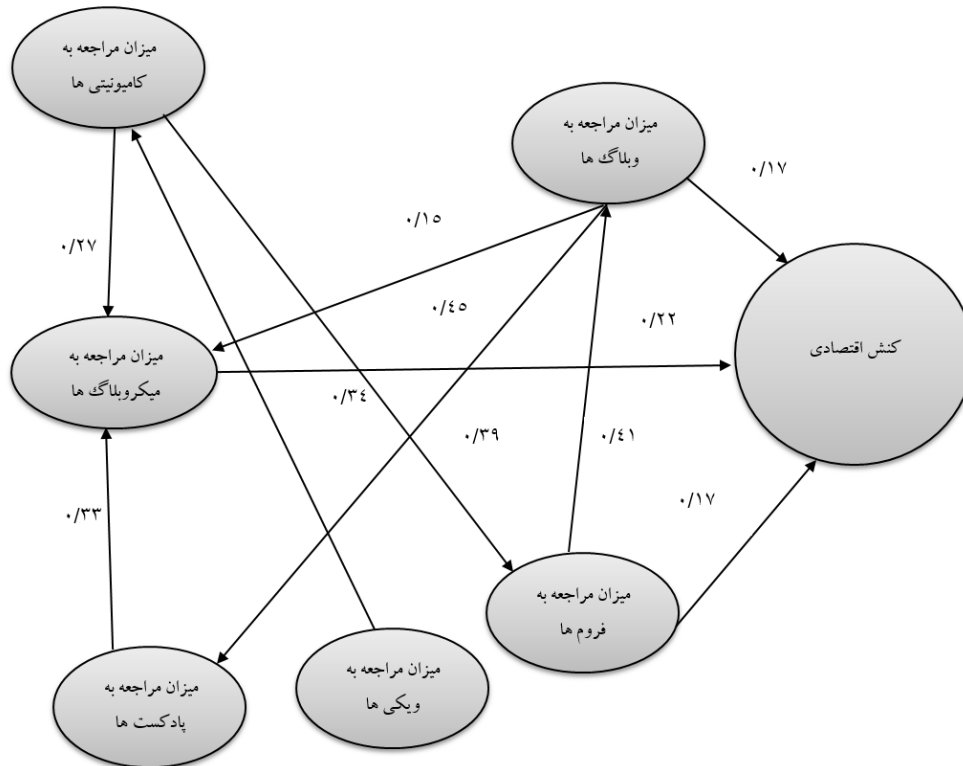 میزان مراجعه به
کامیونیتی ها
میزان مراجعه به
وبلاگ ها
۰/۱۷
۰/۱۵
۰/۲۷
۰/۴۵
۰/۲۲
کنش اقتصادی
میزان مراجعه به
میکروبلاگ ها
۰/۳٤
۰/۳۹
۰/٤۱
۰/۱۷
۰/۳۳
میزان مراجعه به
فروم ها
میزان مراجعه به
ویکی ها
میزان مراجعه به
پادکست ها